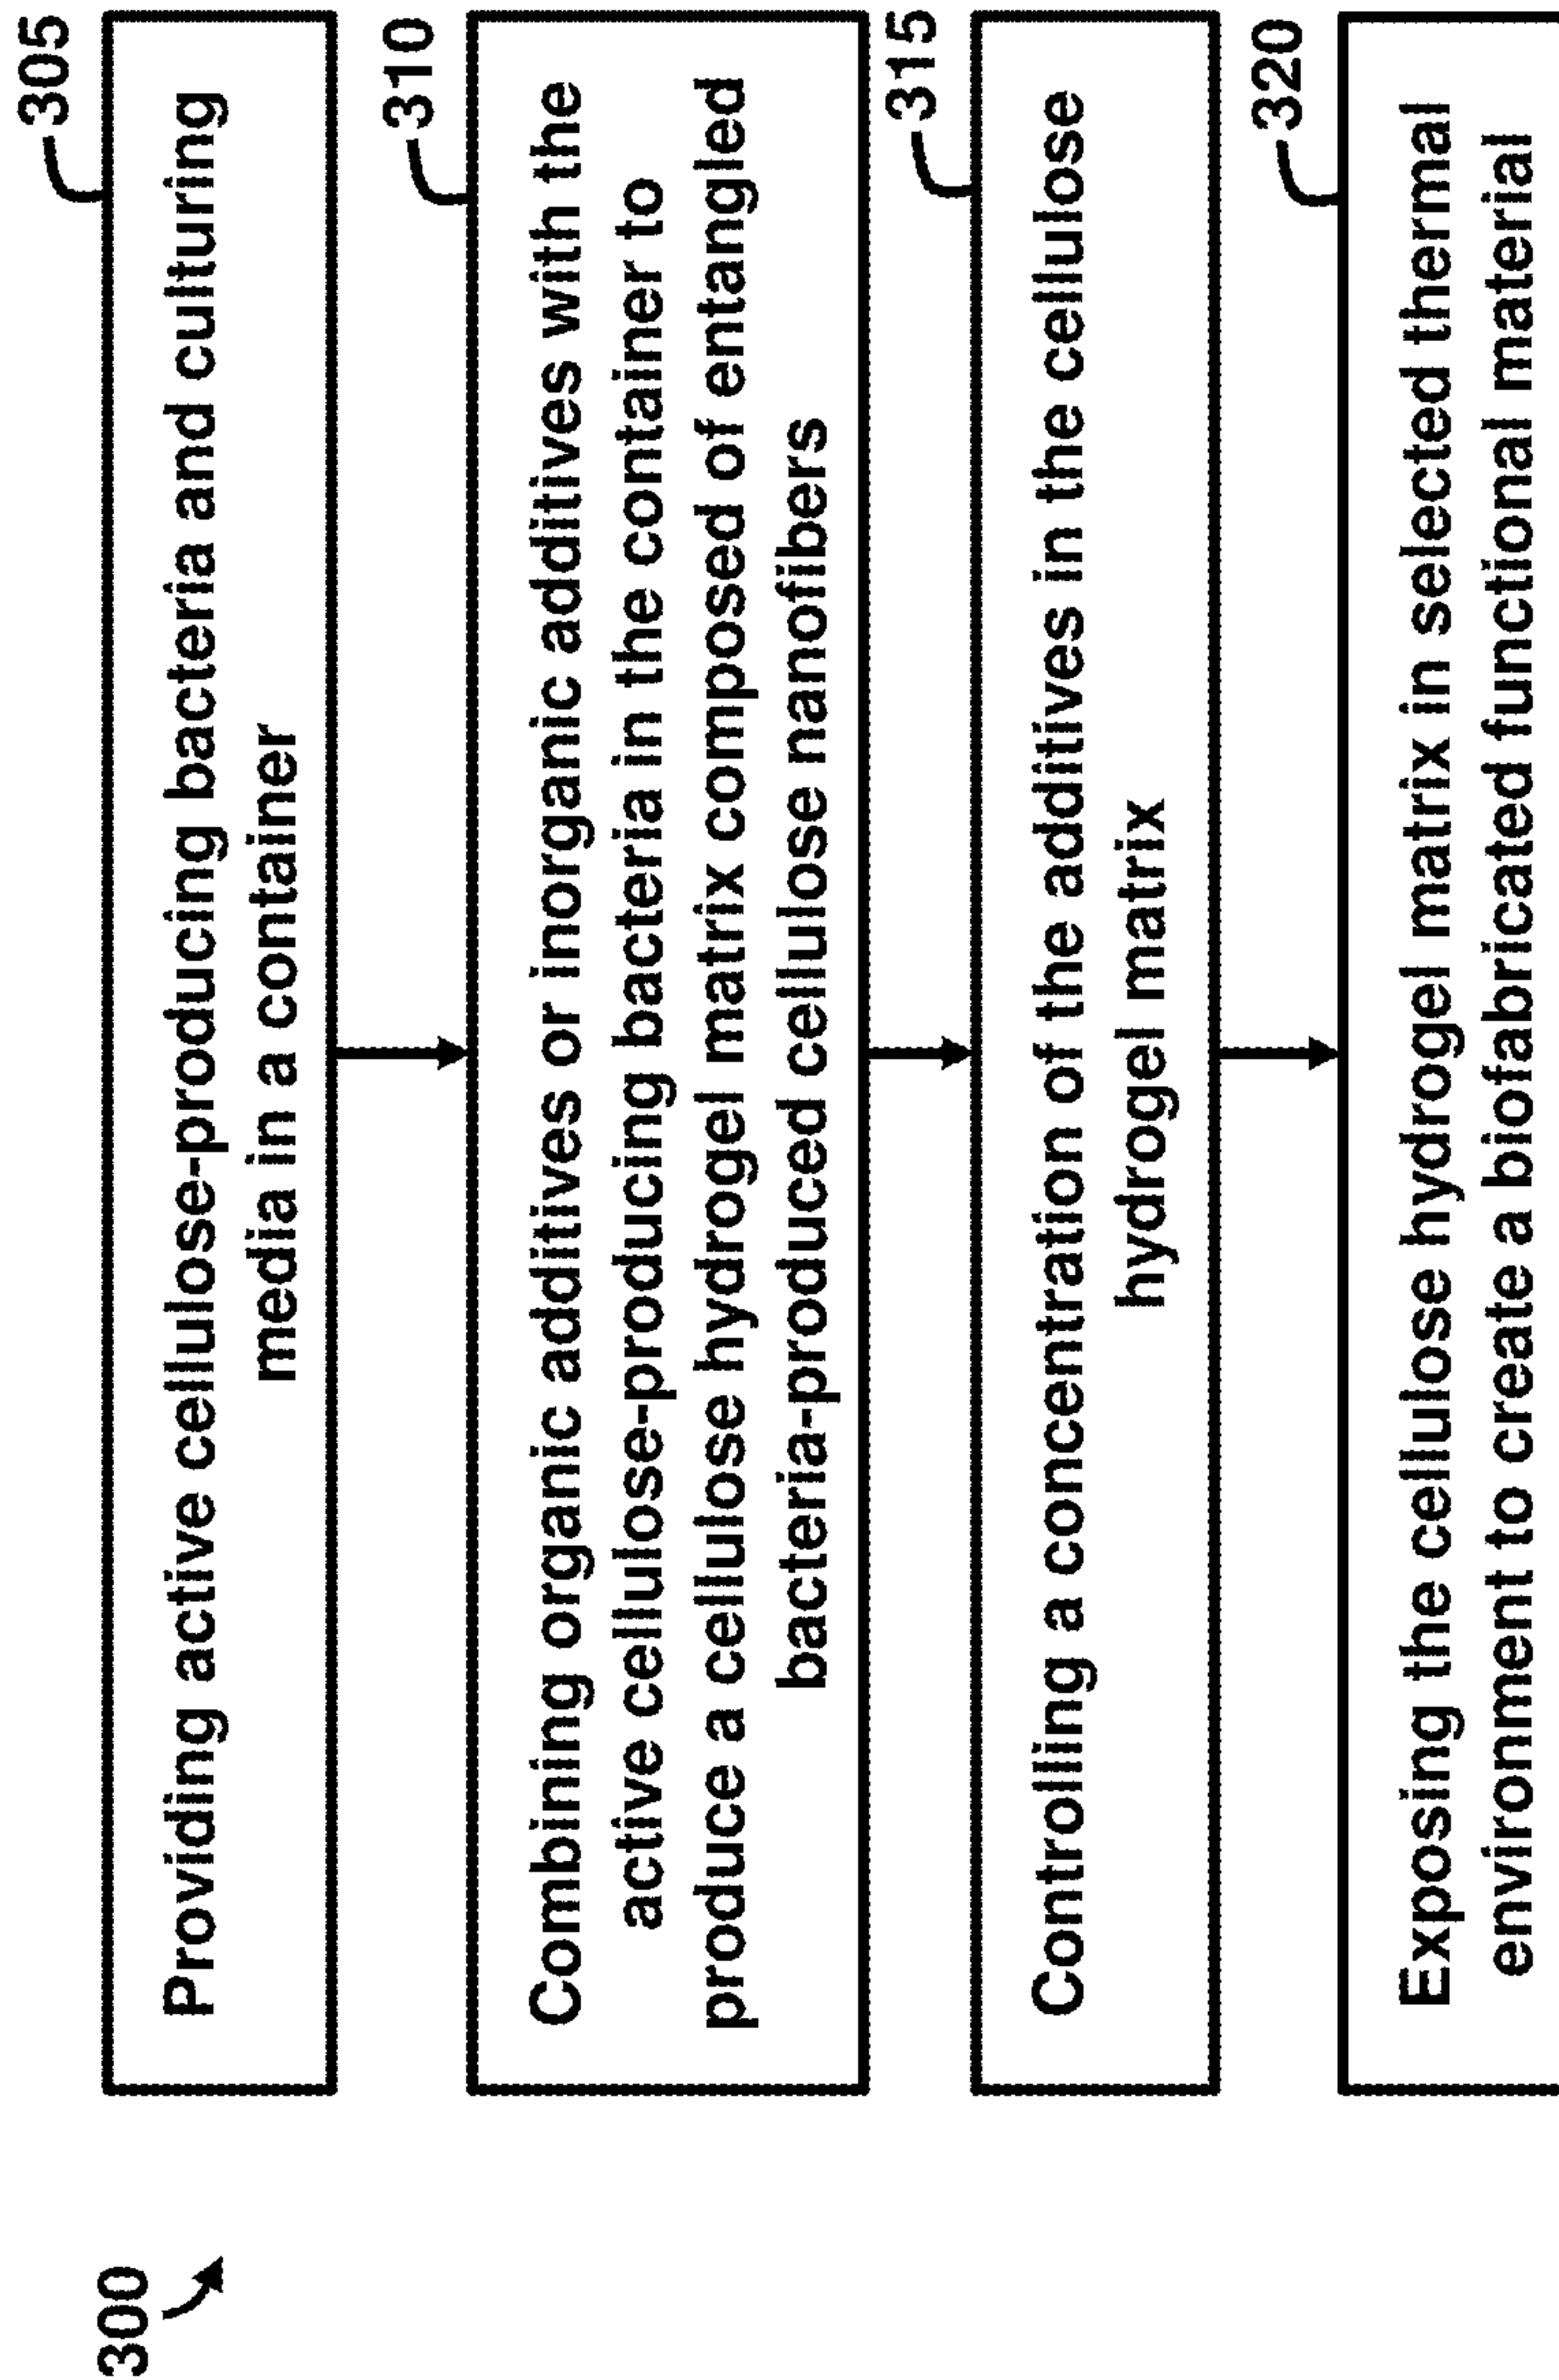 300
305
Providing active cellulose-producing bacteria and culturing
media in a container
310
Combining organic additives or inorganic additives with the
active cellulose-producing bacteria in the container to
produce a cellulose hydrogel matrix composed of entangled
bacteria-produced cellulose nanofibers
315
Controlling a concentration of the additives in the cellulose
hydrogel matrix
320
Exposing the cellulose hydrogel matrix in selected thermal
environment to create a biofabricated functional material